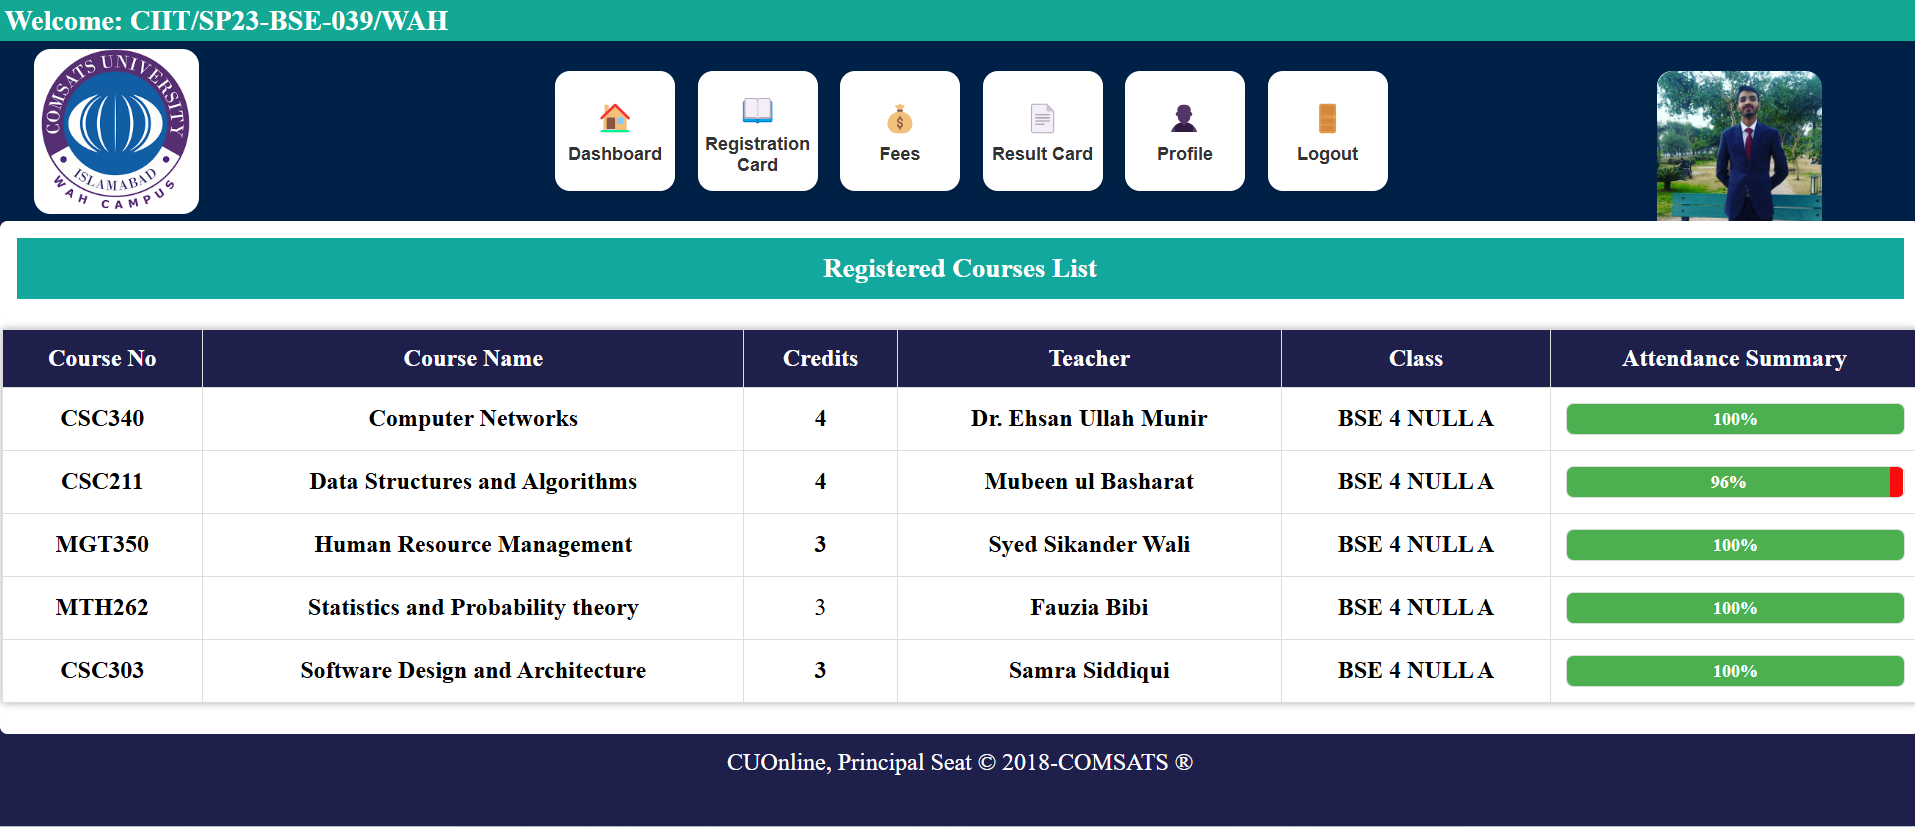 Welcome: CIIT/SP23-BSE-039/WAH
COMSATS UNIVERSITY
ISLAMABAD
WAH CAMPUS
Dashboard
Registration
Card
Fees
Result Card
Profile
Logout
Registered Courses List
Course No Course Name Credits Teacher Class Attendance Summary
CSC340 Computer Networks 4 Dr. Ehsan Ullah Munir BSE 4 NULL A 100%
CSC211 Data Structures and Algorithms 4 Mubeen ul Basharat BSE 4 NULL A 96%
MGT350 Human Resource Management 3 Syed Sikander Wali BSE 4 NULL A 100%
MTH262 Statistics and Probability theory 3 Fauzia Bibi BSE 4 NULL A 100%
CSC303 Software Design and Architecture 3 Samra Siddiqui BSE 4 NULL A 100%
CUOnline, Principal Seat © 2018-COMSATS ®